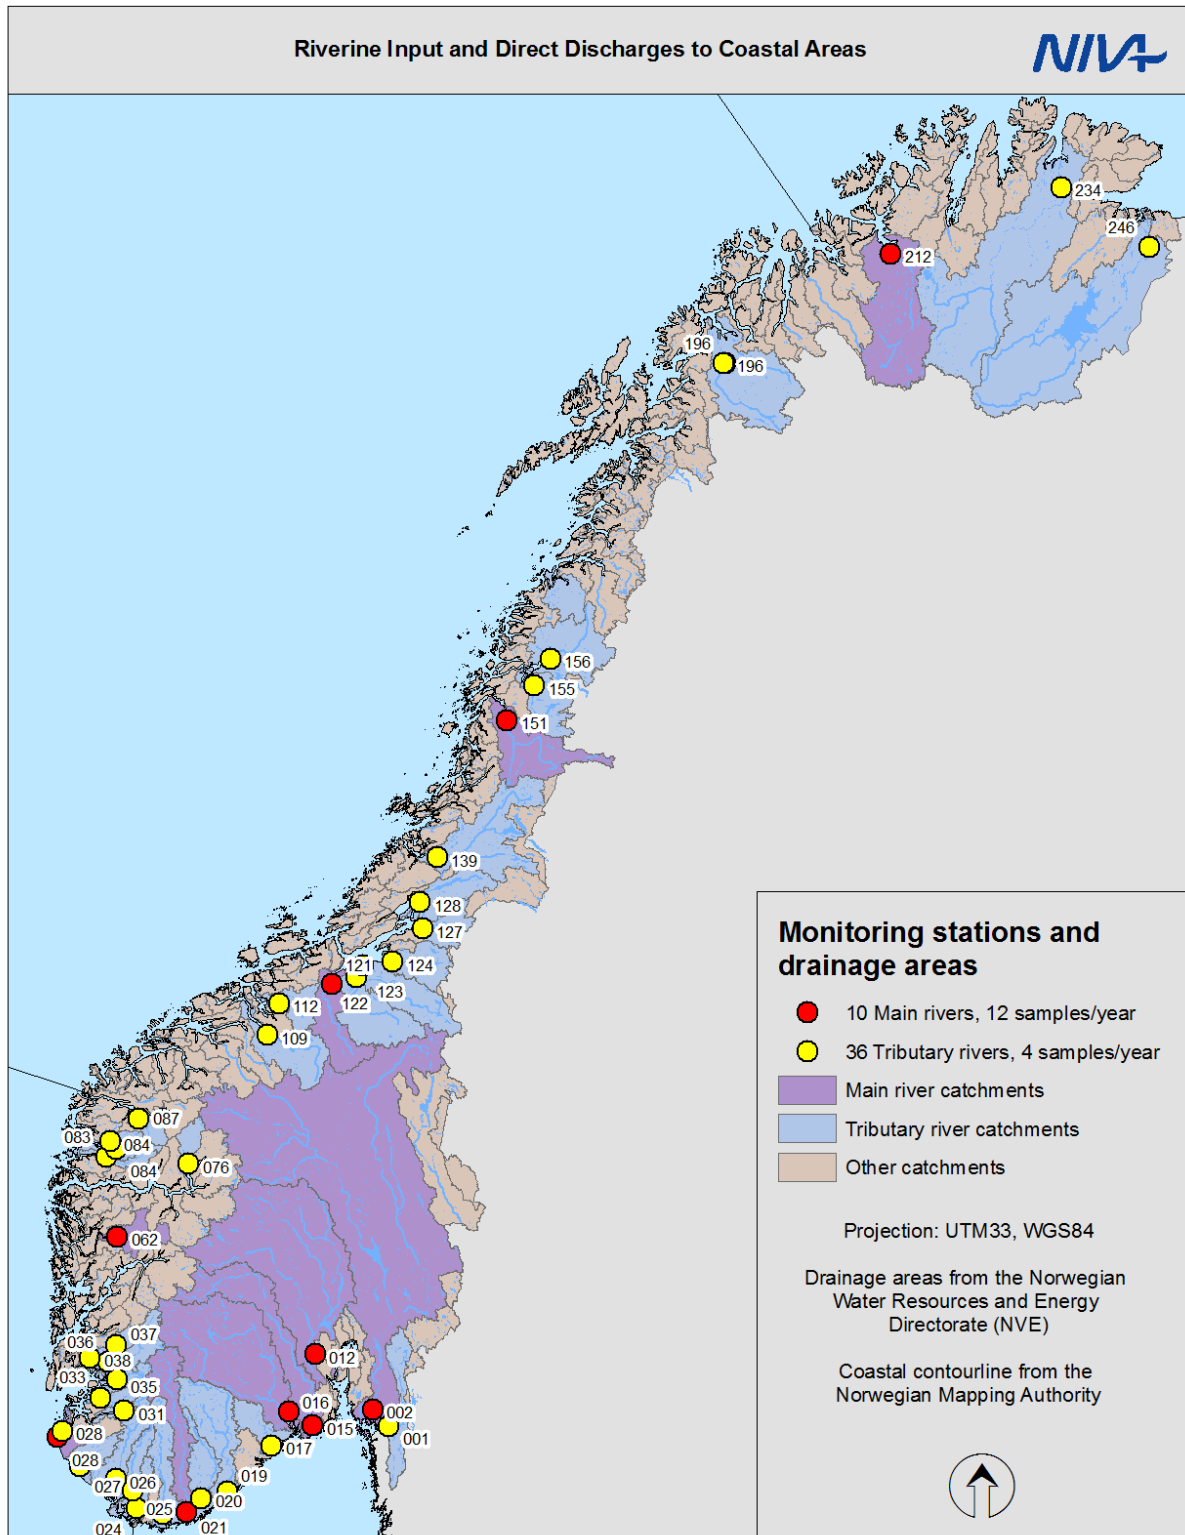 Riverine Input and Direct Discharges to Coastal Areas
NIVA
234
246
212
196
196
156
155
151
139
128
127
121
124
123
122
112
109
087
083
084
084
076
062
037
036
038
033
035
031
012
016
002
015
001
028
017
028
019
027
026
020
025
024
021
Monitoring stations and
drainage areas
10 Main rivers, 12 samples/year
36 Tributary rivers, 4 samples/year
Main river catchments
Tributary river catchments
Other catchments
Projection: UTM33, WGS84
Drainage areas from the Norwegian
Water Resources and Energy
Directorate (NVE)
Coastal contourline from the
Norwegian Mapping Authority